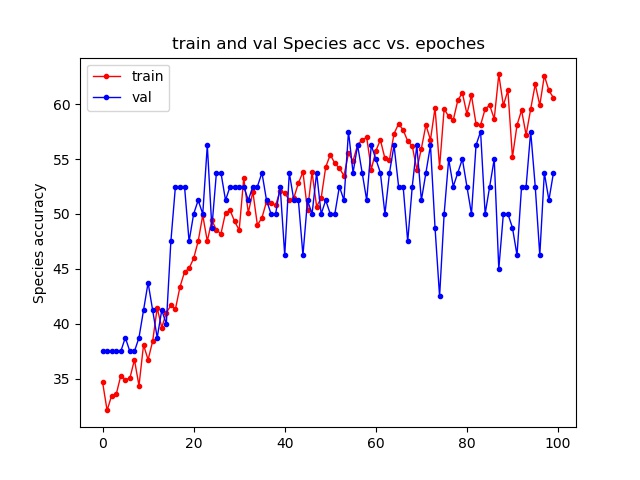 train and val Species acc vs. epoches
train
val
Species accuracy
60
55
50
45
40
35
0 20 40 60 80 100